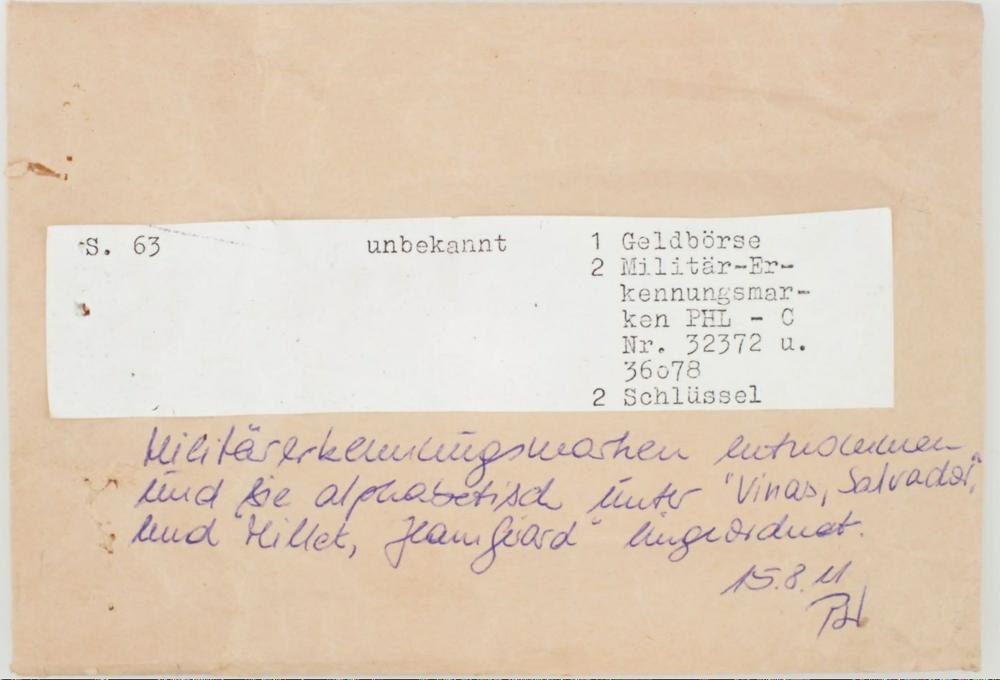 S. 63 unbekannt 1 Geldbörse
2 Militär-Er-
kennungsmar-
ken PHL - C
Nr. 32372 u.
36o78
2 Schlüssel
Militärerkennungsmarken entnommen
und sie alphabetisch unter "Vinas, Salvador",
und "Millet, Jean Gérard" eingeordnet.
15.8.11